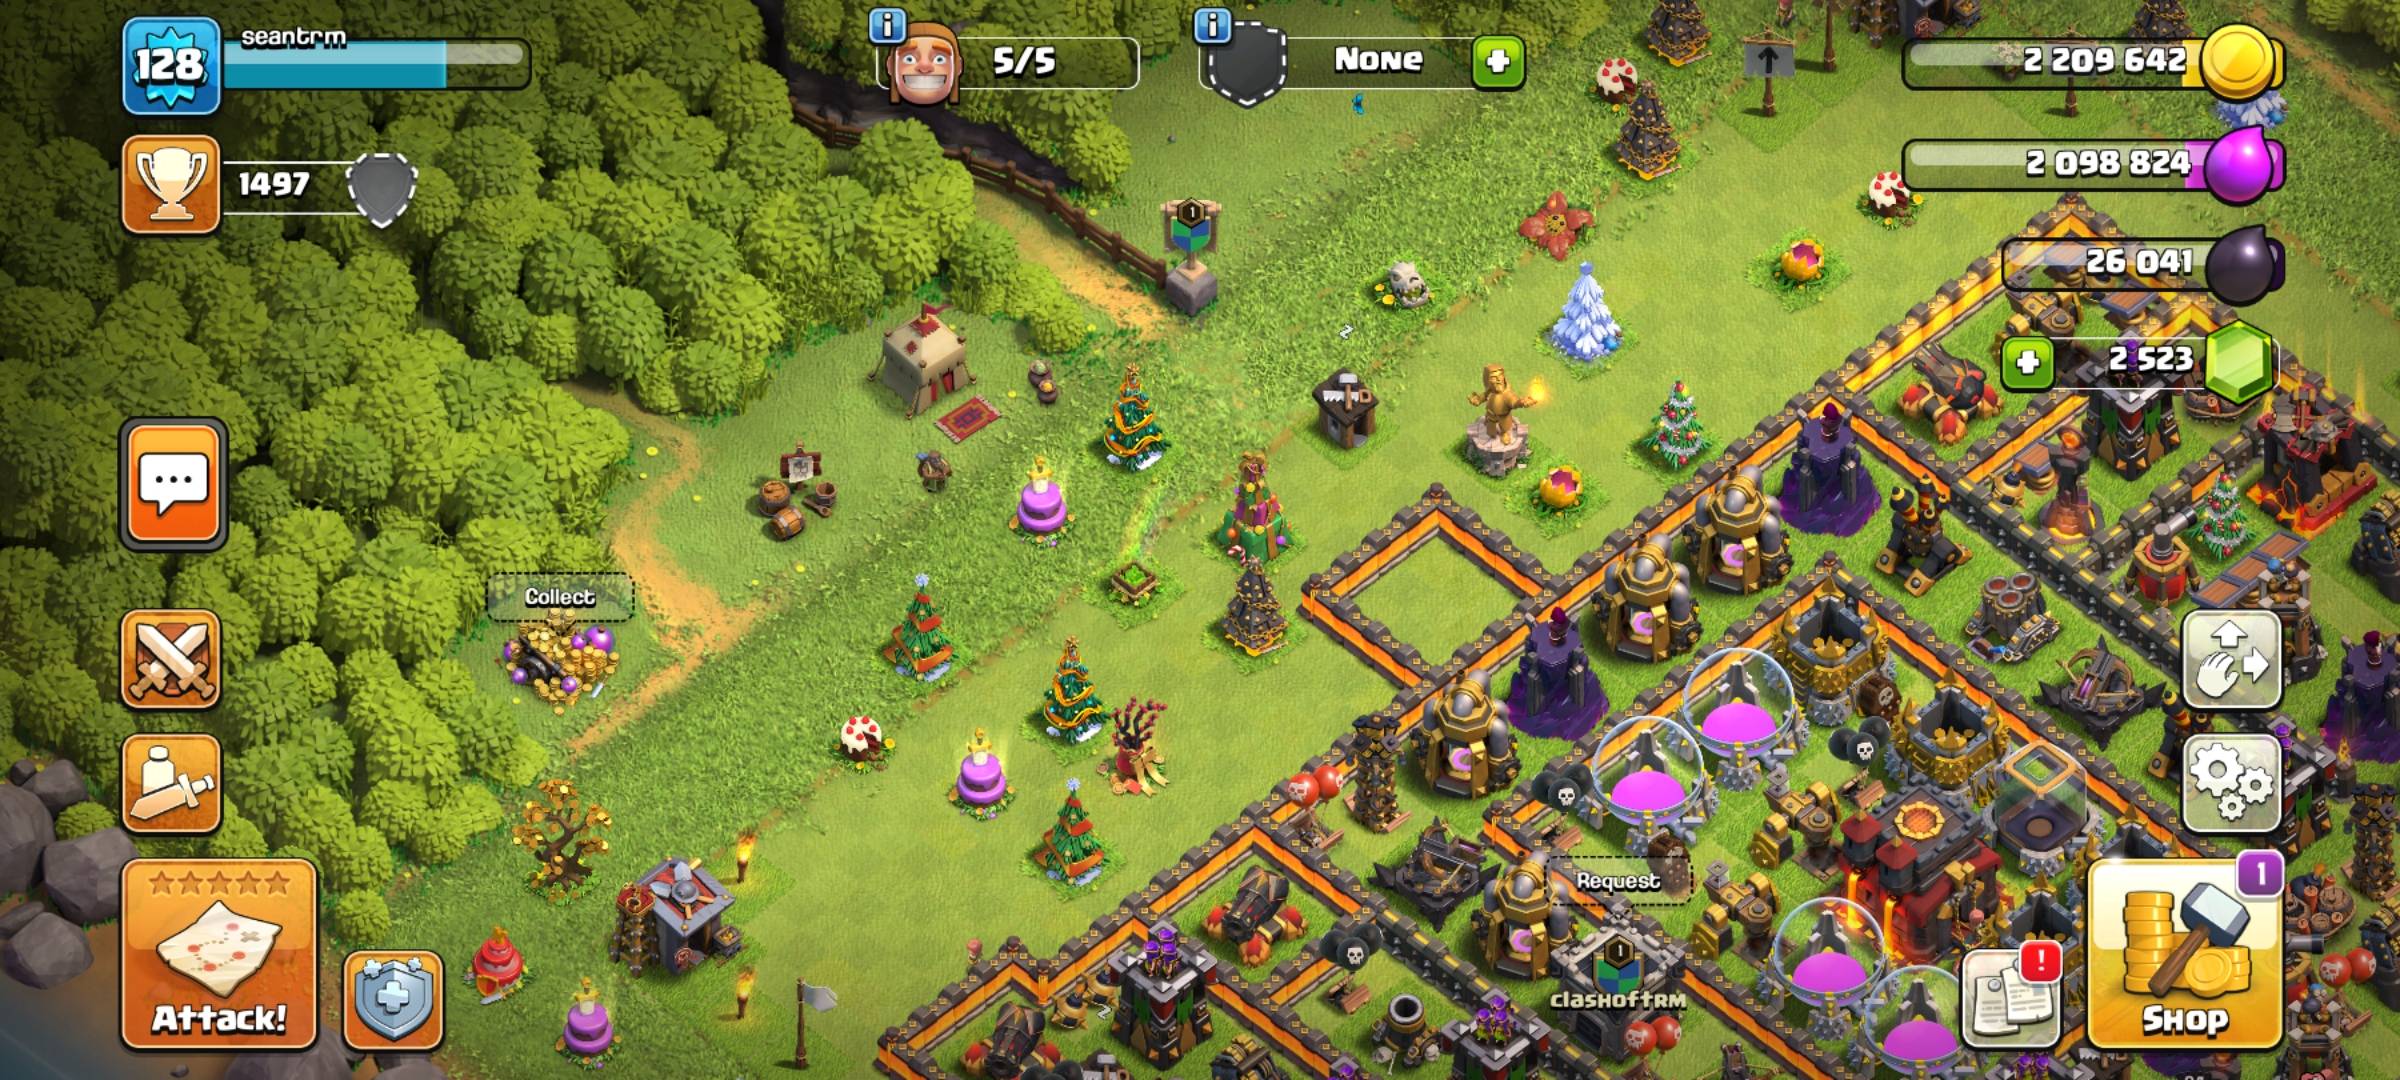 128
seantrm
5/5
None
2 209 642
1497
2 098 824
26 041
2 523
1
Collect
Request
1
clashoftrm
Attack!
1
!
Shop